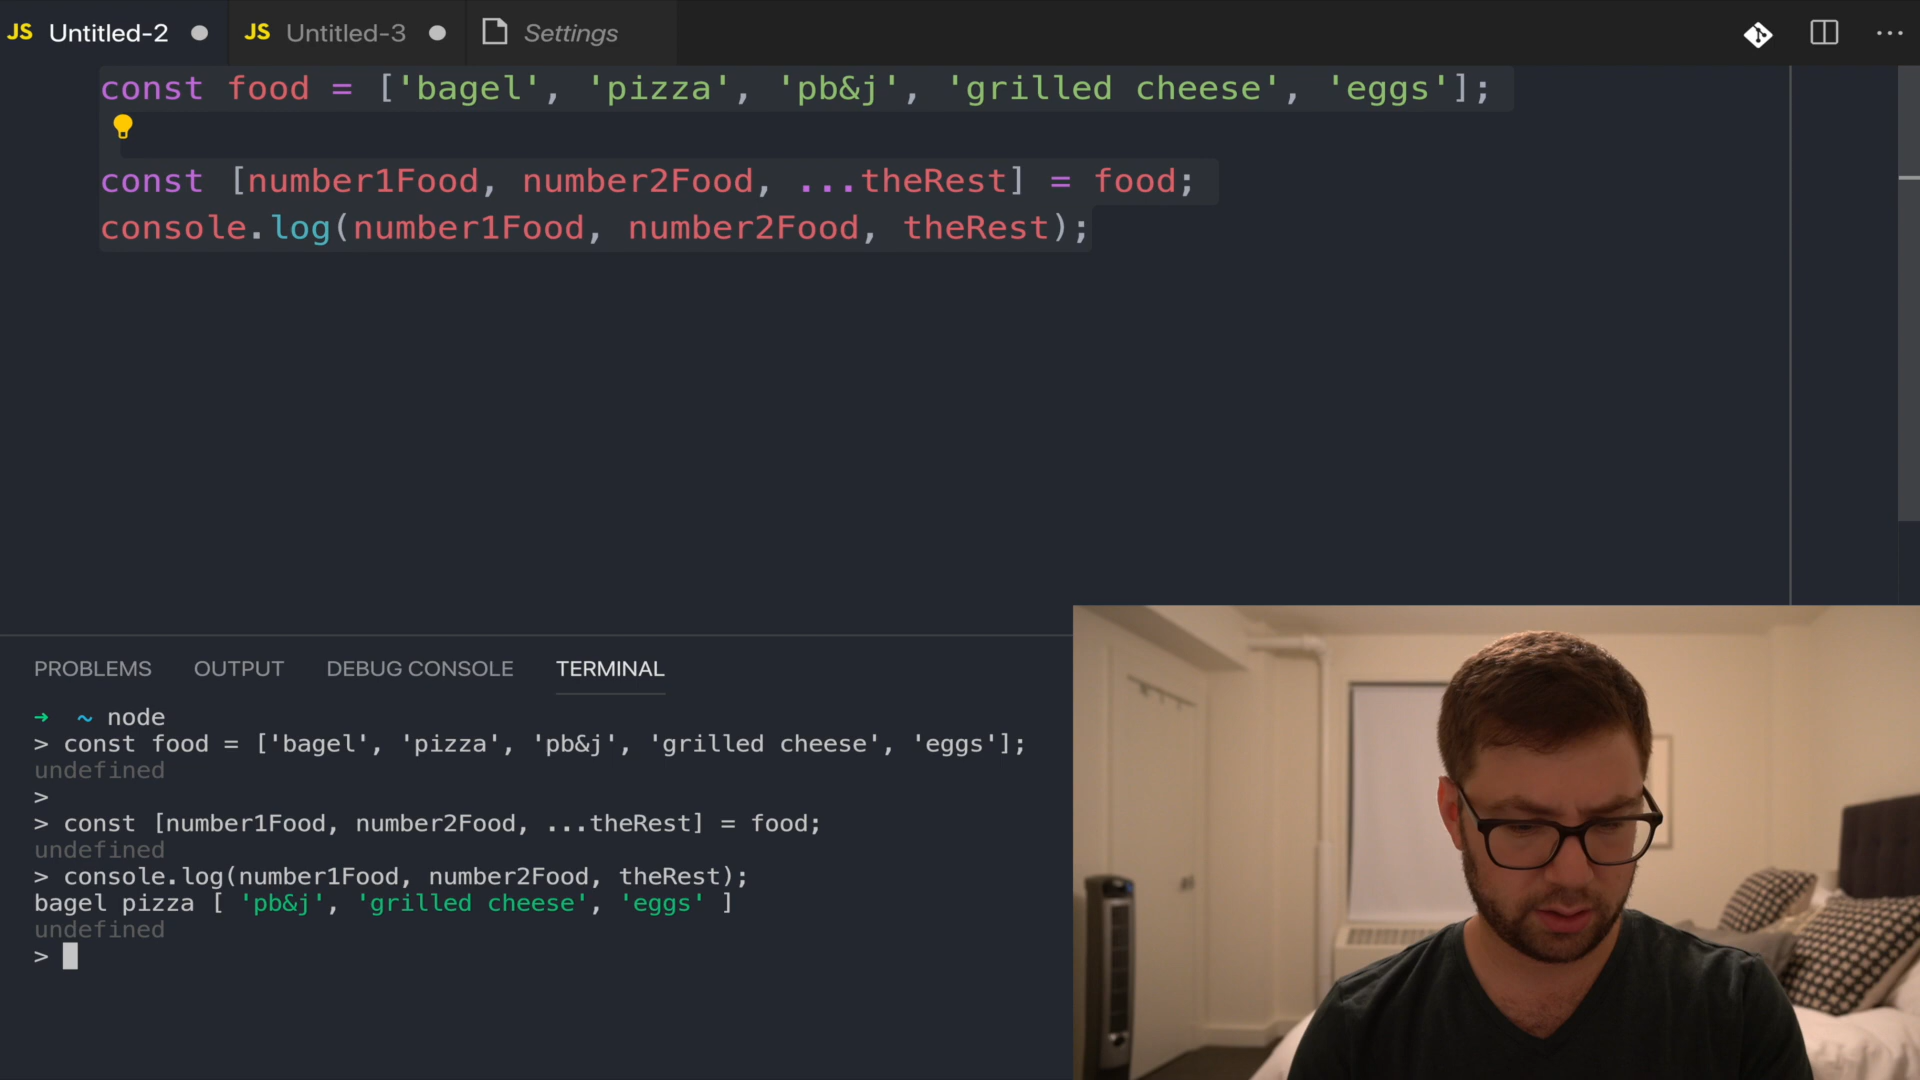 JS Untitled-2 JS Untitled-3 Settings
const food = ['bagel', 'pizza', 'pb&j', 'grilled cheese', 'eggs'];
const [number1Food, number2Food, ...theRest] = food;
console.log(number1Food, number2Food, theRest);
PROBLEMS OUTPUT DEBUG CONSOLE TERMINAL
➜ ~ node
> const food = ['bagel', 'pizza', 'pb&j', 'grilled cheese', 'eggs'];
undefined
>
> const [number1Food, number2Food, ...theRest] = food;
undefined
> console.log(number1Food, number2Food, theRest);
bagel pizza [ 'pb&j', 'grilled cheese', 'eggs' ]
undefined
>